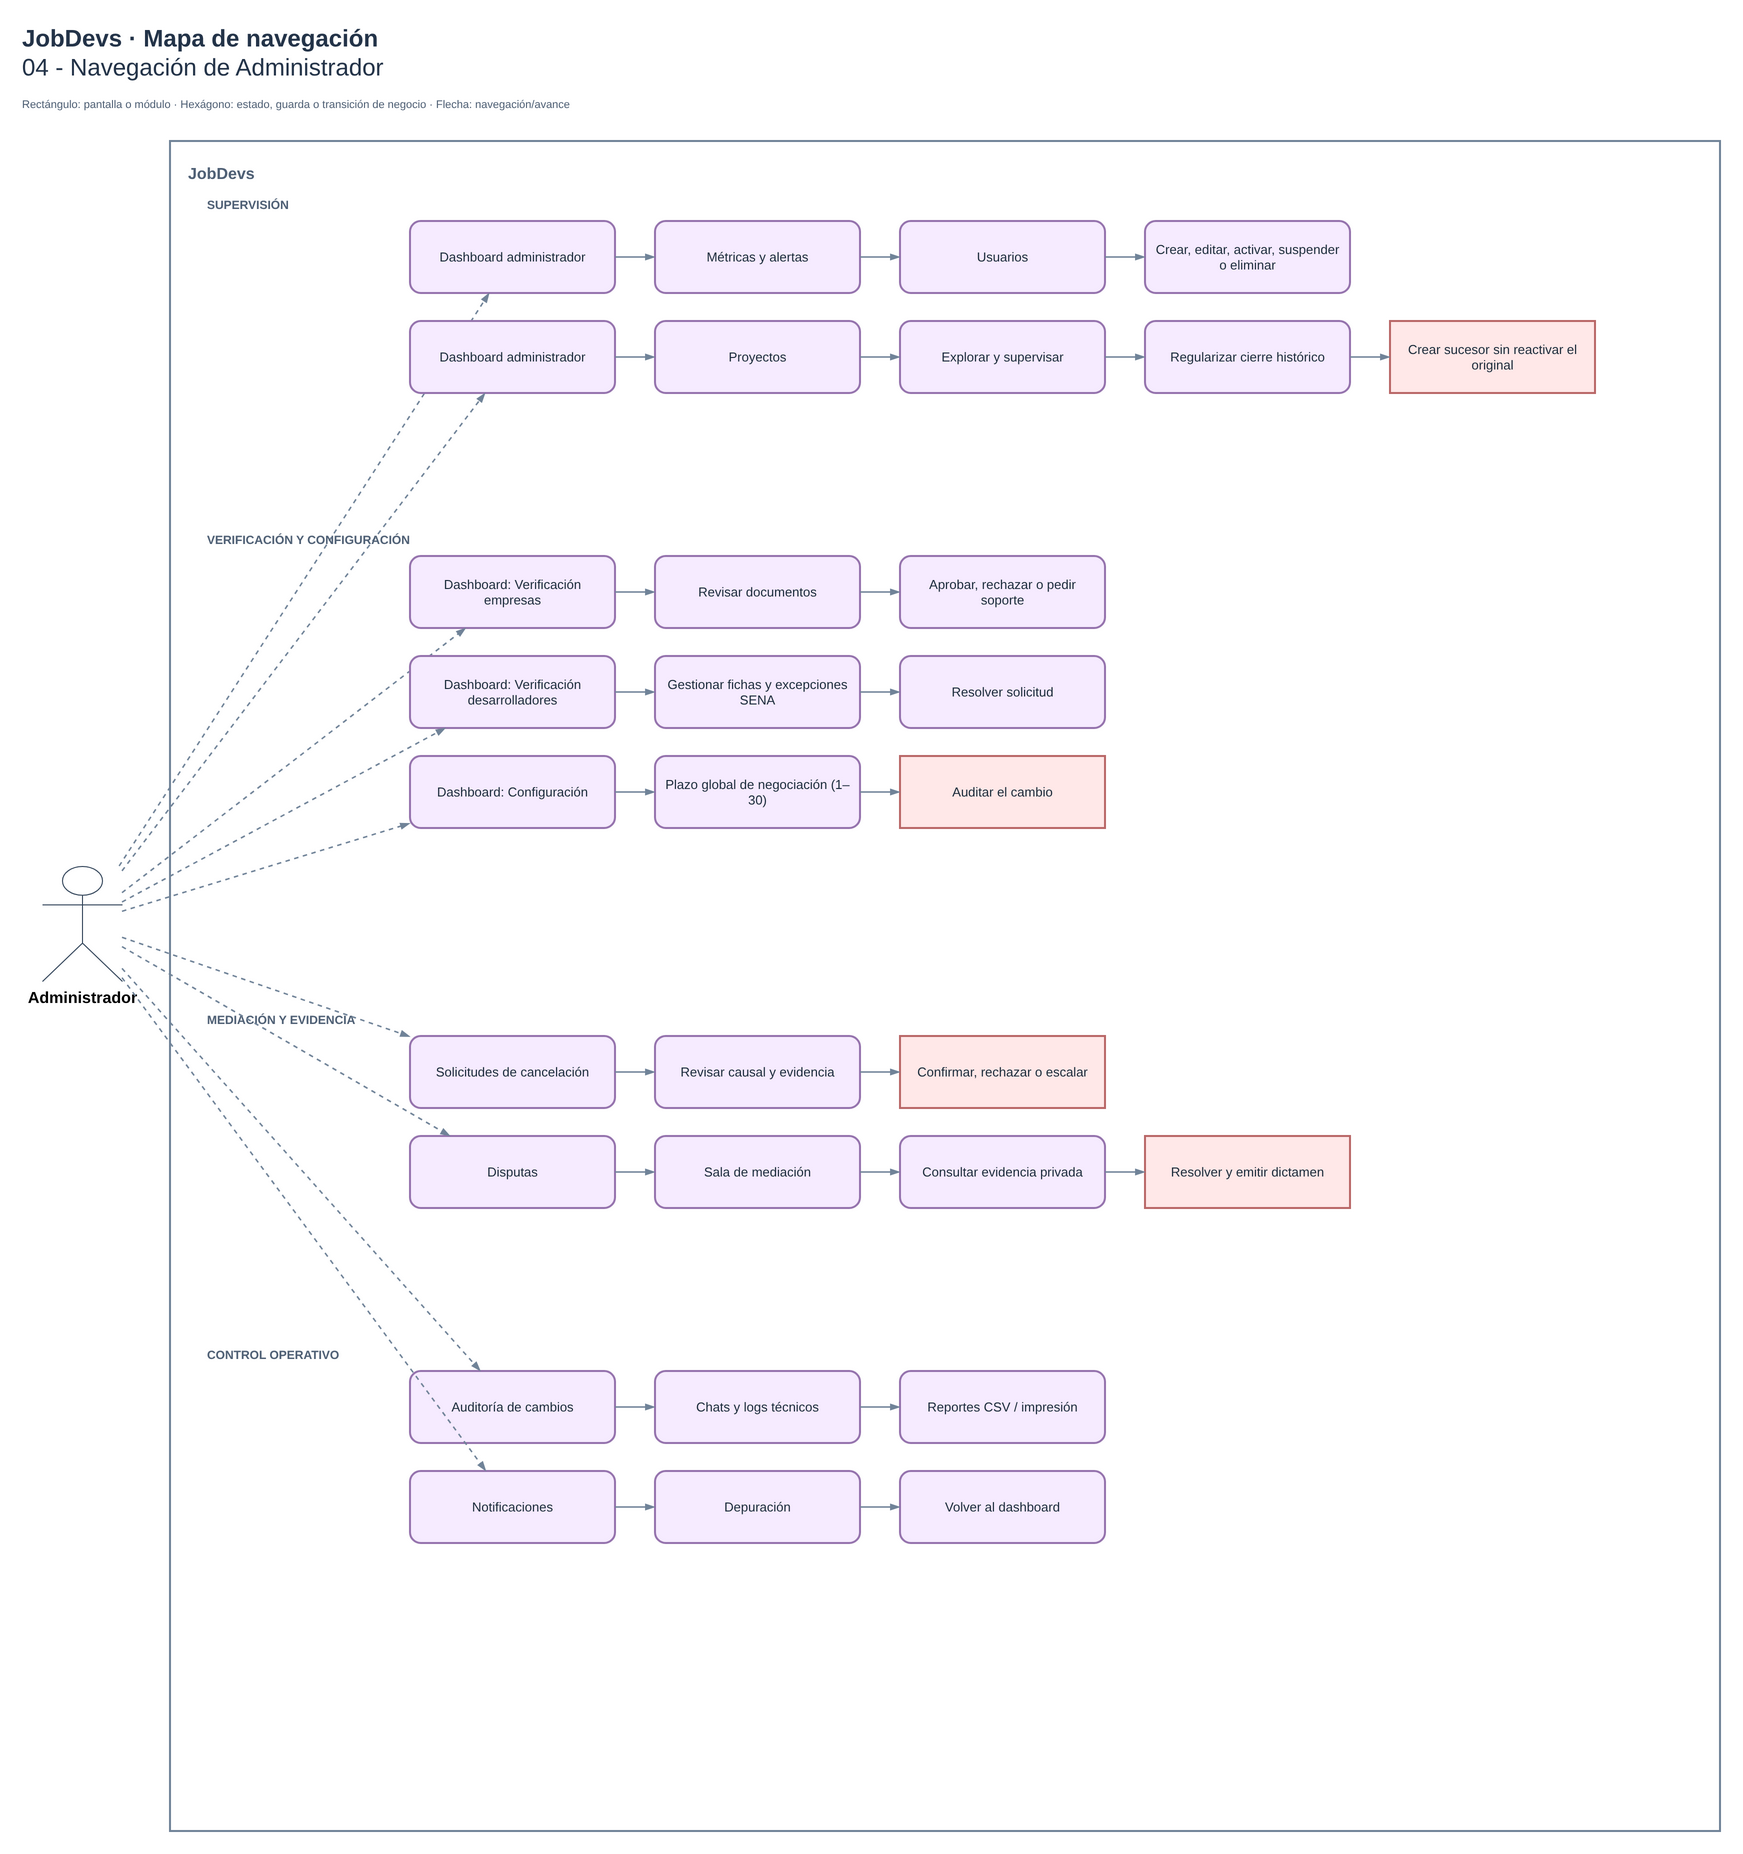 JobDevs · Mapa de navegación
04 - Navegación de Administrador
Rectángulo: pantalla o módulo · Hexágono: estado, guarda o transición de negocio · Flecha: navegación/avance
JobDevs
SUPERVISIÓN
Dashboard administrador
Métricas y alertas
Usuarios
Crear, editar, activar, suspender
o eliminar
Dashboard administrador
Proyectos
Explorar y supervisar
Regularizar cierre histórico
Crear sucesor sin reactivar el
original
VERIFICACIÓN Y CONFIGURACIÓN
Dashboard: Verificación
empresas
Revisar documentos
Aprobar, rechazar o pedir
soporte
Dashboard: Verificación
desarrolladores
Gestionar fichas y excepciones
SENA
Resolver solicitud
Dashboard: Configuración
Plazo global de negociación (1–
30)
Auditar el cambio
Administrador
MEDIACIÓN Y EVIDENCIA
Solicitudes de cancelación
Revisar causal y evidencia
Confirmar, rechazar o escalar
Disputas
Sala de mediación
Consultar evidencia privada
Resolver y emitir dictamen
CONTROL OPERATIVO
Auditoría de cambios
Chats y logs técnicos
Reportes CSV / impresión
Notificaciones
Depuración
Volver al dashboard